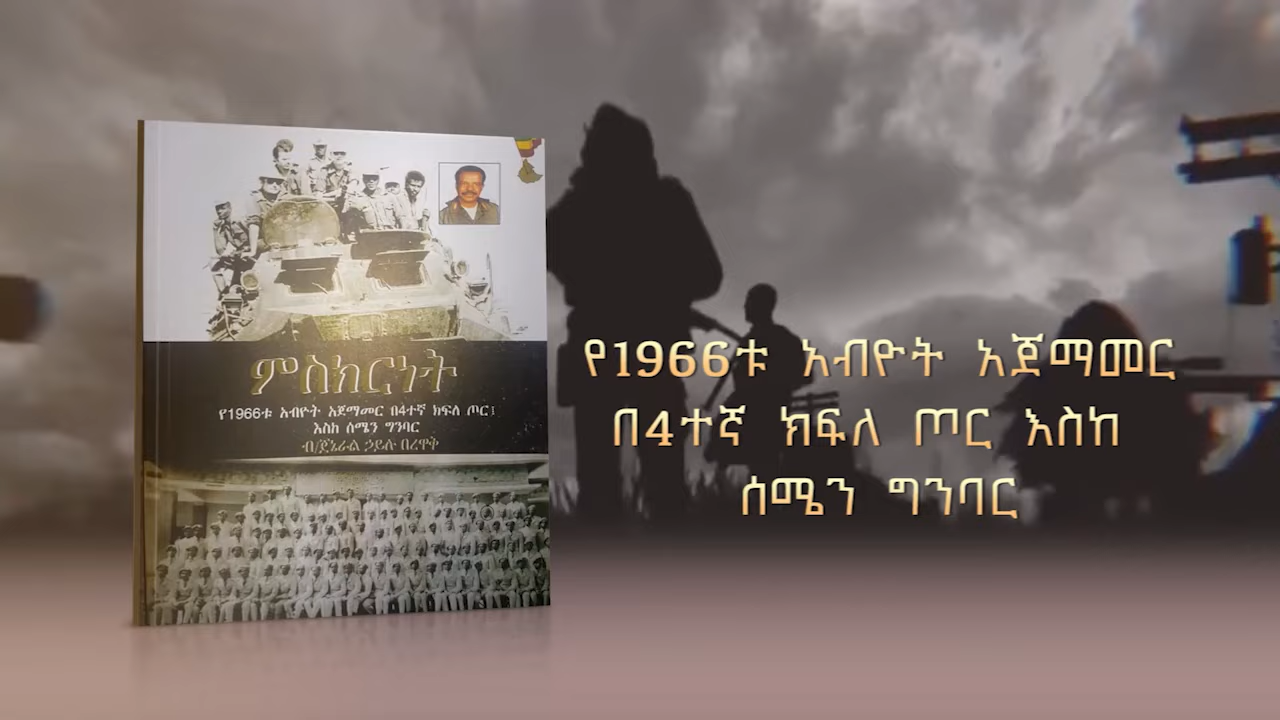 ምስክርነት
የ1966ቱ አብዮት አጀማመር በ4ተኛ ክፍለ ጦር፤
እስከ ሰሜን ግንባር
ብ/ጀኔራል ኃይሉ በረዋቅ
የ1966ቱ አብዮት አጀማመር
በ4ተኛ ክፍለ ጦር እስከ
ሰሜን ግንባር